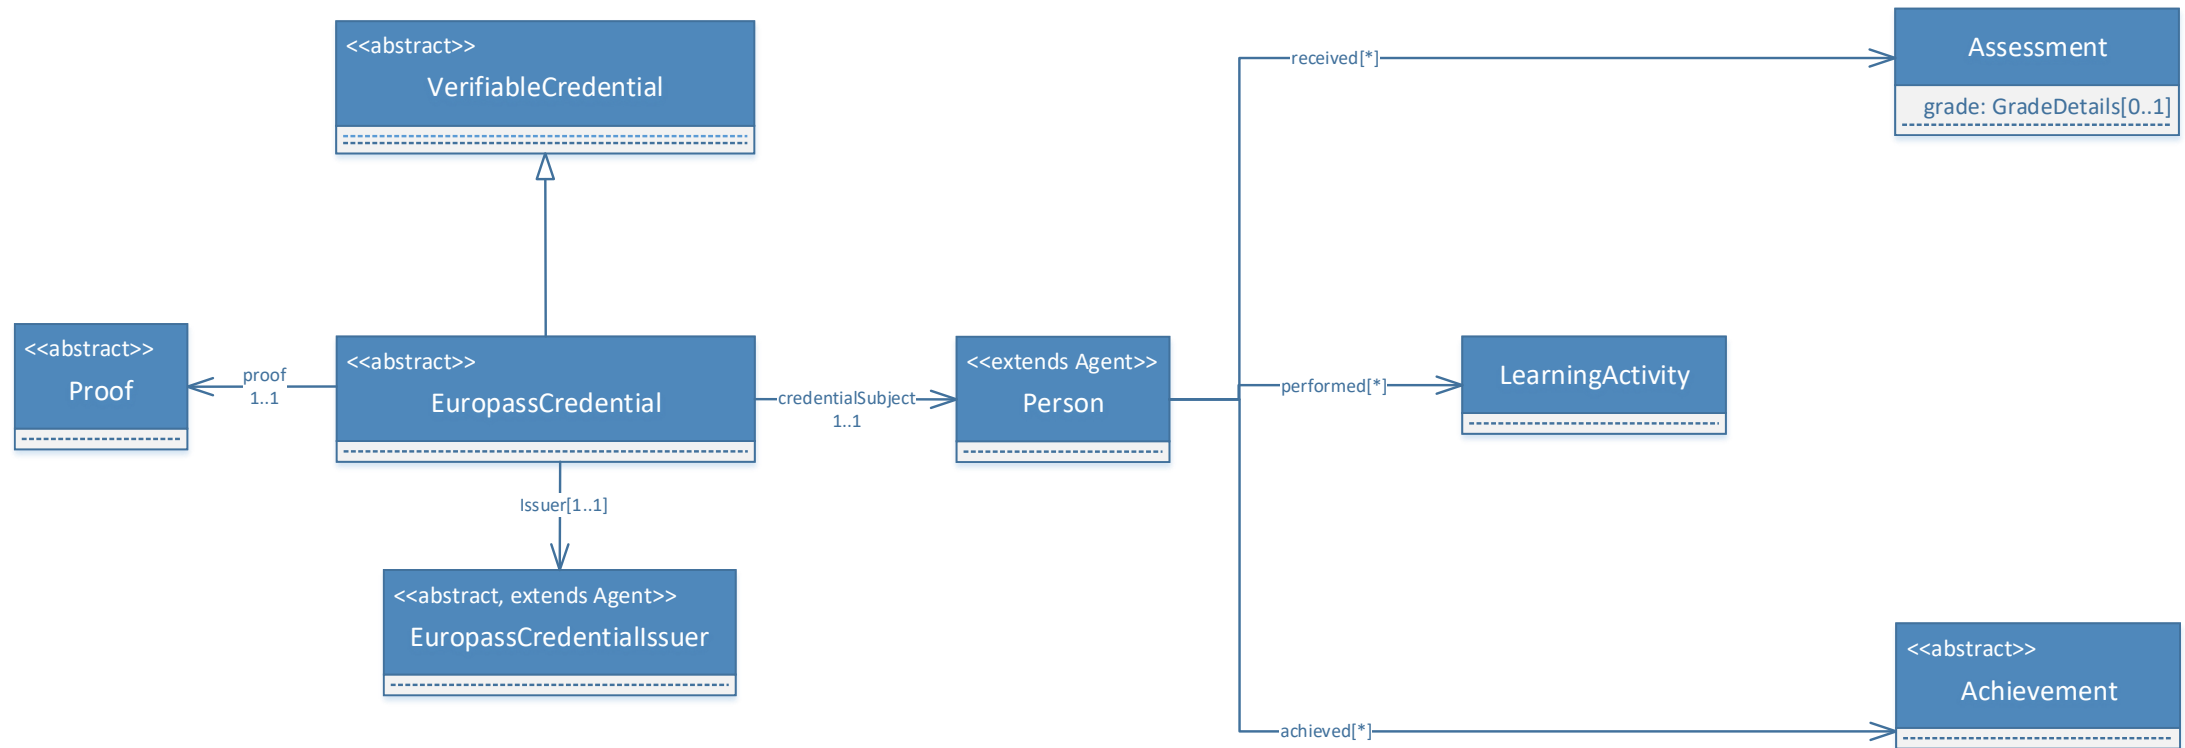 <<abstract>>
VerifiableCredential
received[*]
Assessment
grade: GradeDetails[0..1]
<<abstract>>
Proof
proof
1..1
<<abstract>>
EuropassCredential
credentialSubject
1..1
<<extends Agent>>
Person
performed[*]
LearningActivity
Issuer[1..1]
<<abstract, extends Agent>>
EuropassCredentialIssuer
achieved[*]
<<abstract>>
Achievement